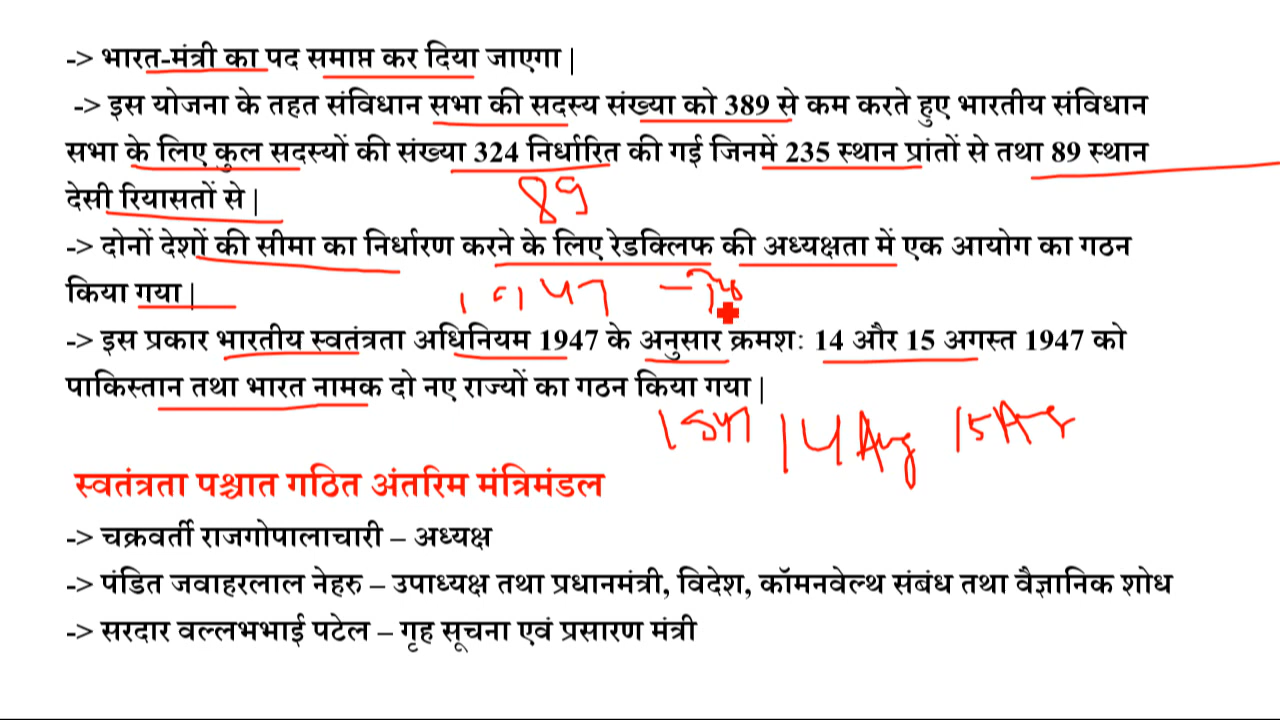 -> भारत-मंत्री का पद समाप्त कर दिया जाएगा |
-> इस योजना के तहत संविधान सभा की सदस्य संख्या को 389 से कम करते हुए भारतीय संविधान
सभा के लिए कुल सदस्यों की संख्या 324 निर्धारित की गई जिनमें 235 स्थान प्रांतों से तथा 89 स्थान
देसी रियासतों से |
89
-> दोनों देशों की सीमा का निर्धारण करने के लिए रेडक्लिफ की अध्यक्षता में एक आयोग का गठन
किया गया |
1947 -
-> इस प्रकार भारतीय स्वतंत्रता अधिनियम 1947 के अनुसार क्रमश: 14 और 15 अगस्त 1947 को
पाकिस्तान तथा भारत नामक दो नए राज्यों का गठन किया गया |
14 Aug 15 Aug
स्वतंत्रता पश्चात गठित अंतरिम मंत्रिमंडल
-> चक्रवर्ती राजगोपालाचारी – अध्यक्ष
-> पंडित जवाहरलाल नेहरु – उपाध्यक्ष तथा प्रधानमंत्री, विदेश, कॉमनवेल्थ संबंध तथा वैज्ञानिक शोध
-> सरदार वल्लभभाई पटेल – गृह सूचना एवं प्रसारण मंत्री